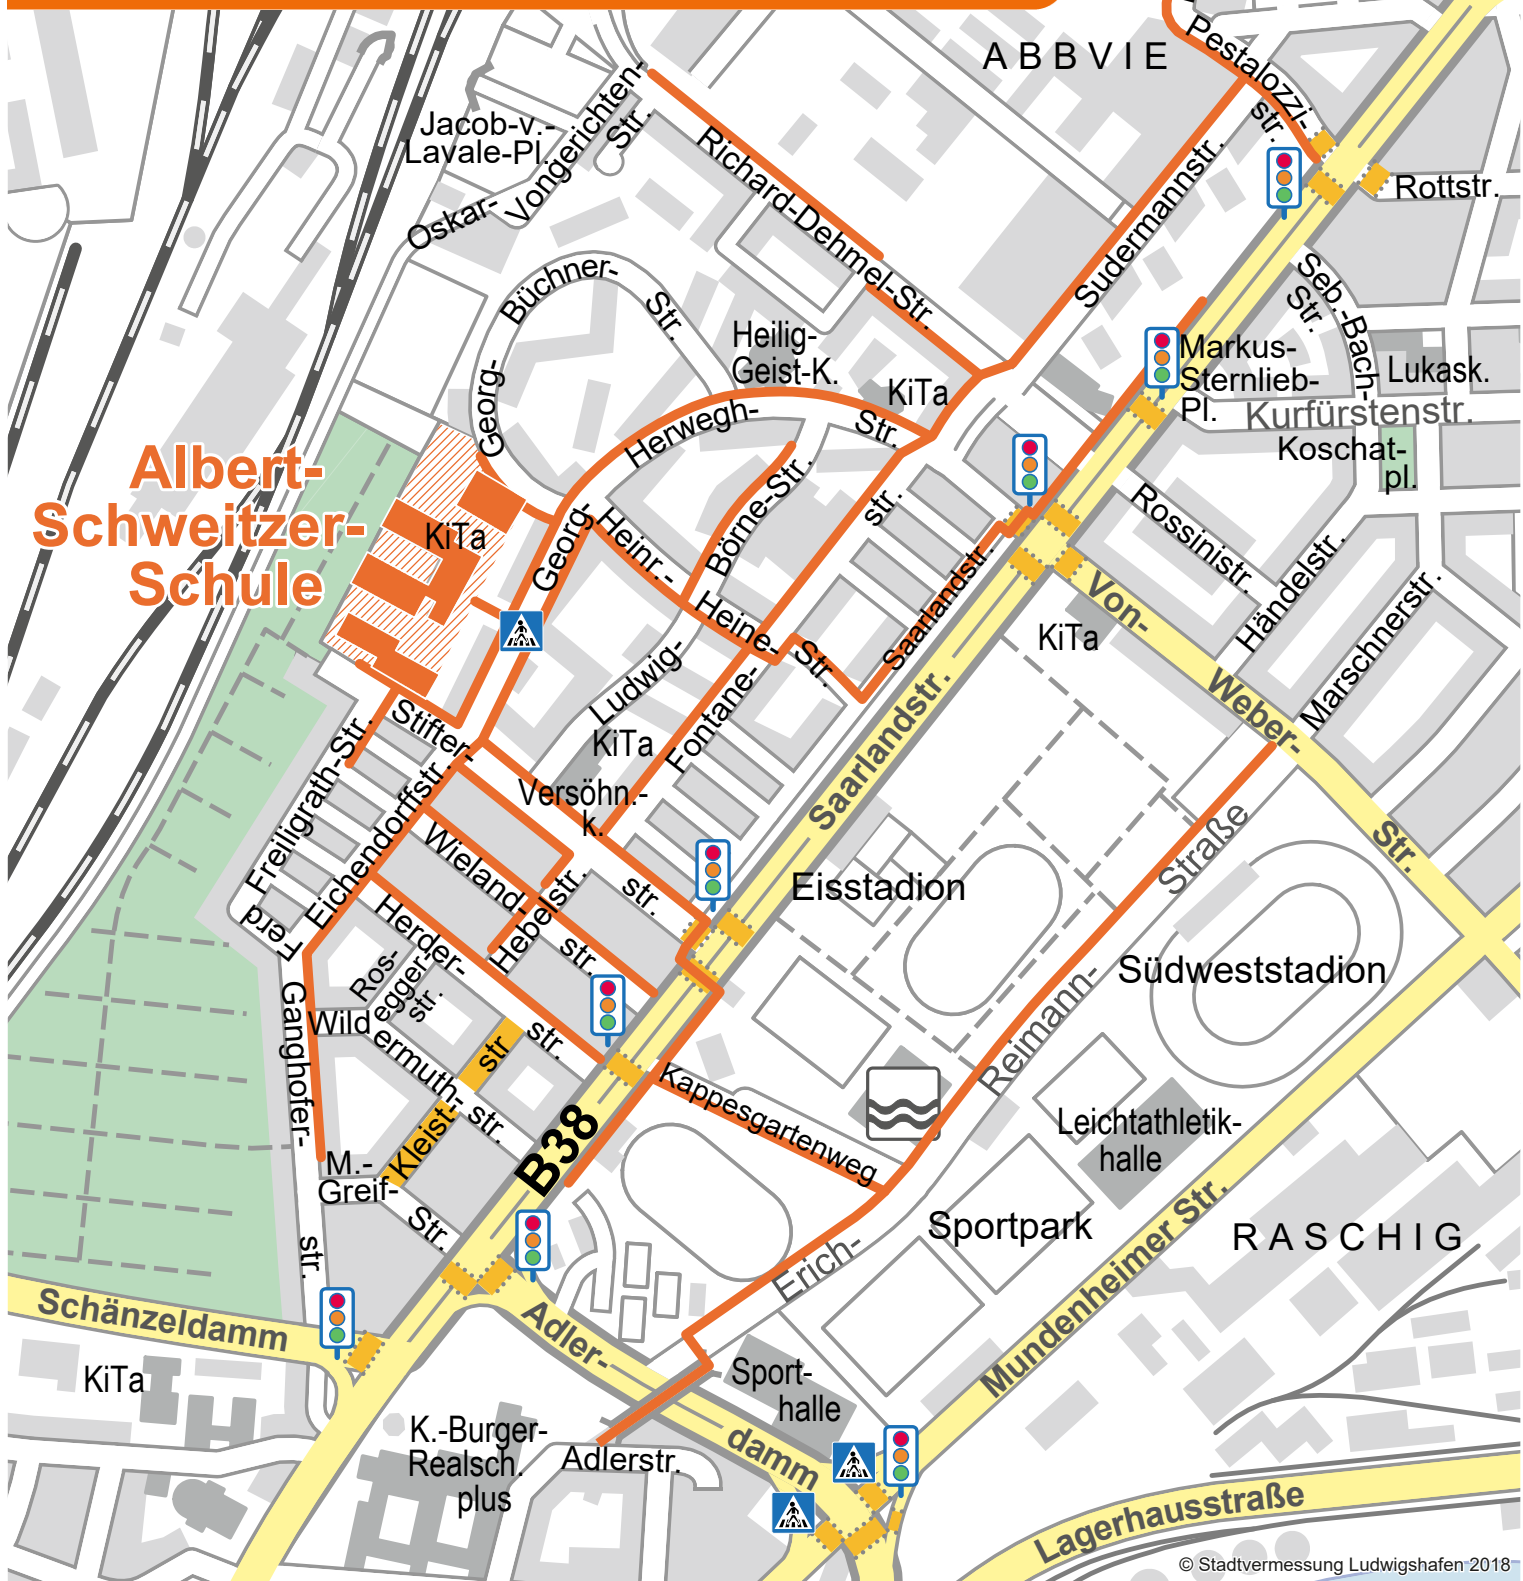 ABBVIE
Pestalozzi-
str.
Jacob-v.-
Lavale-Pl.
Vongerichten-
Str.
Oskar-
Richard-Dehmel-Str.
Sudermannstr.
Rottstr.
Büchner-
Str.
Georg-
Heilig-
Geist-K.
KiTa
Seb.-Bach-
Str.
Markus-
Sternlieb-
Pl.
Lukask.
Kurfürstenstr.
Koschat-
pl.
Herwegh-
Str.
Georg-
Albert-
Schweitzer-
Schule
KiTa
Heinr.-
Heine-
Str.
Börne-Str.
str.
Fontane-
Saarlandstr.
Rossinistr.
Händelstr.
Marschnerstr.
Von-
Weber-
Str.
KiTa
Ludwig-
KiTa
Versöhn.-
k.
Stifter-
str.
Freiligrath-Str.
Ferd
Eichendorffstr.
Wieland-
str.
Hebelstr.
Herder-
str.
Saarlandstr.
Eisstadion
Straße
Reimann-
Erich-
Südweststadion
Ros-
egger-
str.
Wild
ermuth-
str.
Ganghofer-
str.
str
Kleist-
M.-
Greif-
Str.
B38
Kappesgartenweg
Leichtathletik-
halle
Sportpark
Mundenheimer Str.
RASCHIG
Schänzeldamm
KiTa
Adler-
damm
Sport-
halle
K.-Burger-
Realsch.
plus
Adlerstr.
Lagerhausstraße
© Stadtvermessung Ludwigshafen 2018